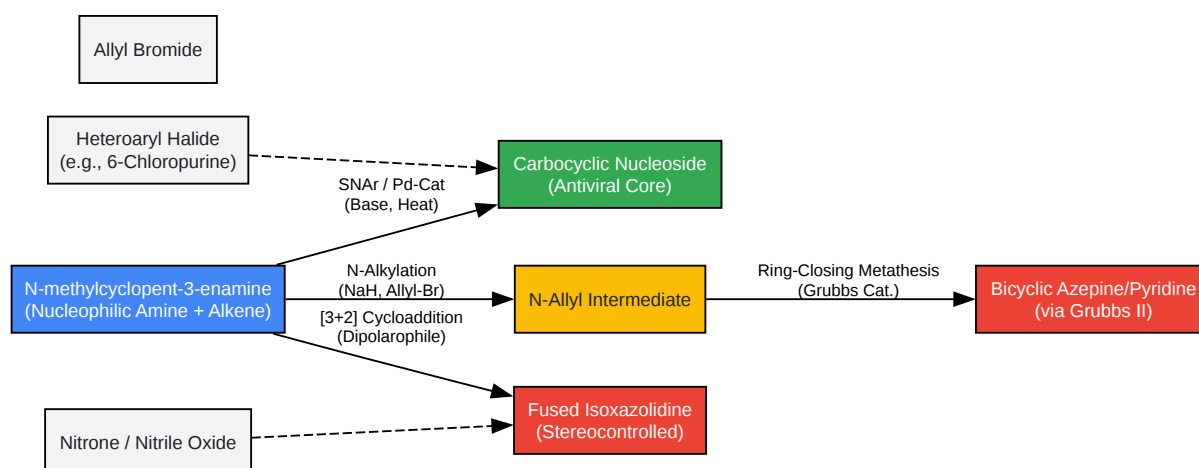 Allyl Bromide
Heteroaryl Halide
(e.g., 6-Chloropurine)
Carbocyclic Nucleoside
(Antiviral Core)
SNAr / Pd-Cat
(Base, Heat)
N-methylcyclopent-3-enamine
(Nucleophilic Amine + Alkene)
N-Alkylation
(NaH, Allyl-Br)
N-Allyl Intermediate
Ring-Closing Metathesis
(Grubbs Cat.)
Bicyclic Azepine/Pyridine
(via Grubbs II)
[3+2] Cycloaddition
(Dipolarophile)
Fused Isoxazolidine
(Stereocontrolled)
Nitrone / Nitrile Oxide